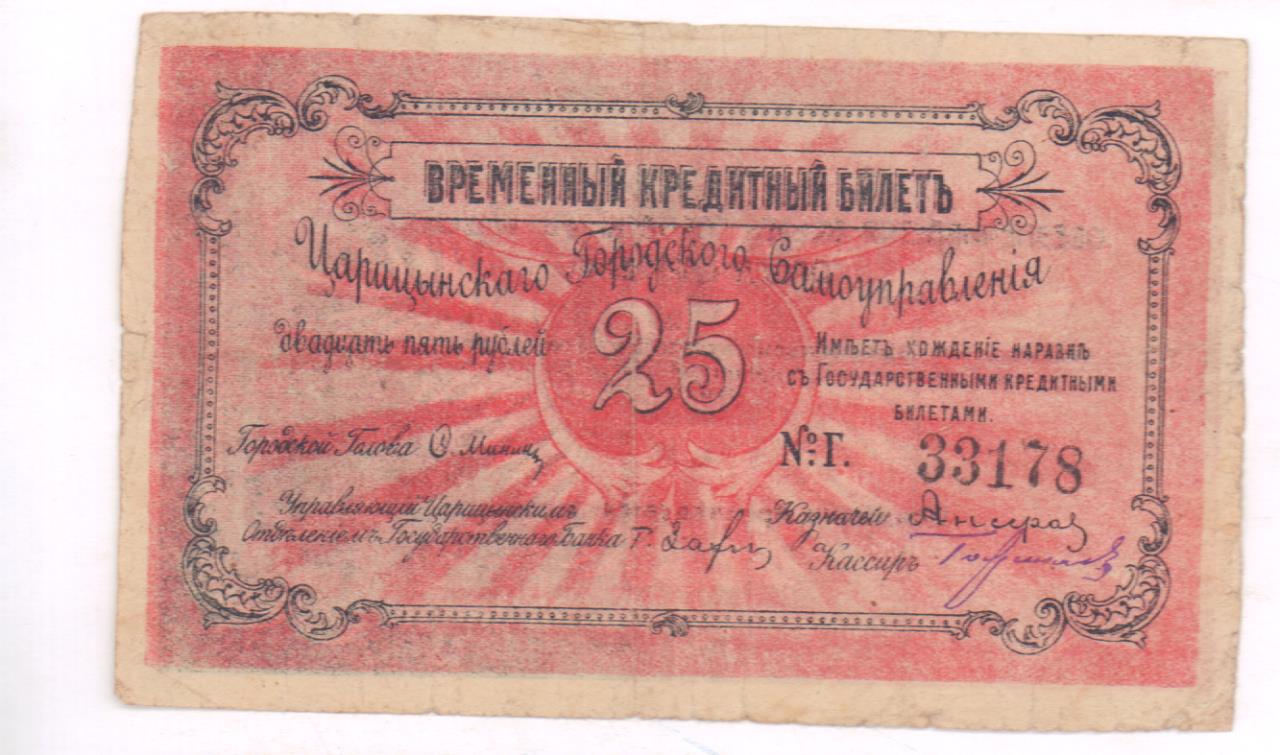 ВРЕМЕННЫЙ КРЕДИТНЫЙ БИЛЕТЪ
Царицынскаго Городского Самоуправленія
двадцать пять рублей
25
Имѣетъ хожденіе наравнѣ
съ Государственными кредитными
билетами.
Городской Голова С. Мининъ
№ Г. 33178
Управляющій Царицынскимъ
Отдѣленіемъ Государственнаго Банка
Казначей
Кассиръ